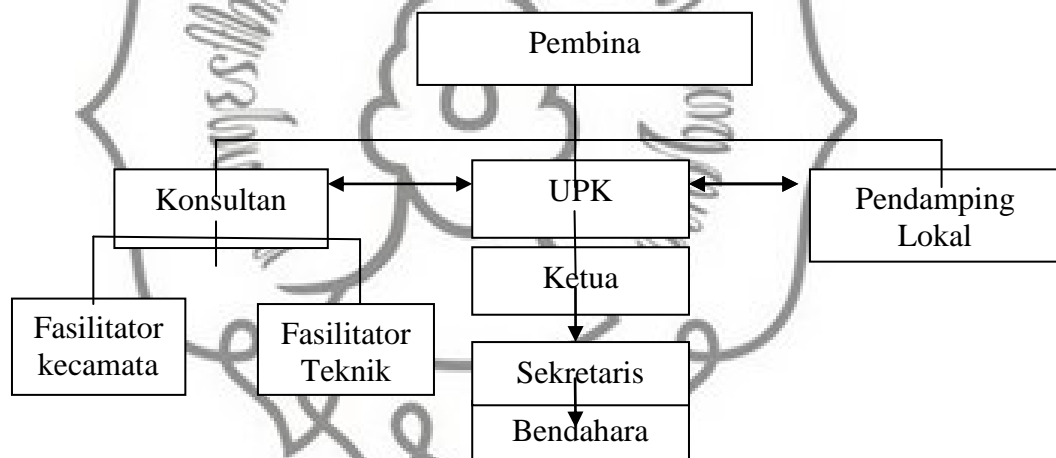 Pembina
Konsultan
UPK
Pendamping
Lokal
Ketua
Fasilitator
kecamata
Fasilitator
Teknik
Sekretaris
Bendahara